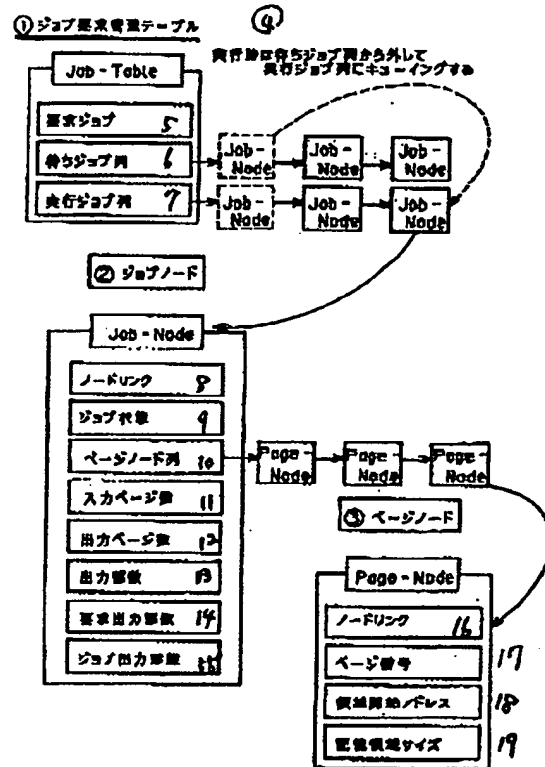 ①ジョブ要求管理テーブル
④
実行時は待ちジョブ列から外して
実行ジョブ列にキューイングする
Job-Table
要求ジョブ 5
待ちジョブ列 6
実行ジョブ列 7
Job-
Node
Job-
Node
Job-
Node
Job-
Node
Job-
Node
Job-
Node
② ジョブノード
Job-Node
ノードリンク 8
ジョブ状態 9
ページノード列 10
入力ページ数 11
出力ページ数 12
出力部数 13
要求出力部数 14
ジョブ出力形態 15
Page-
Node
Page-
Node
Page-
Node
③ ページノード
Page-Node
ノードリンク 16
ページ番号 17
領域開始アドレス 18
記憶領域サイズ 19